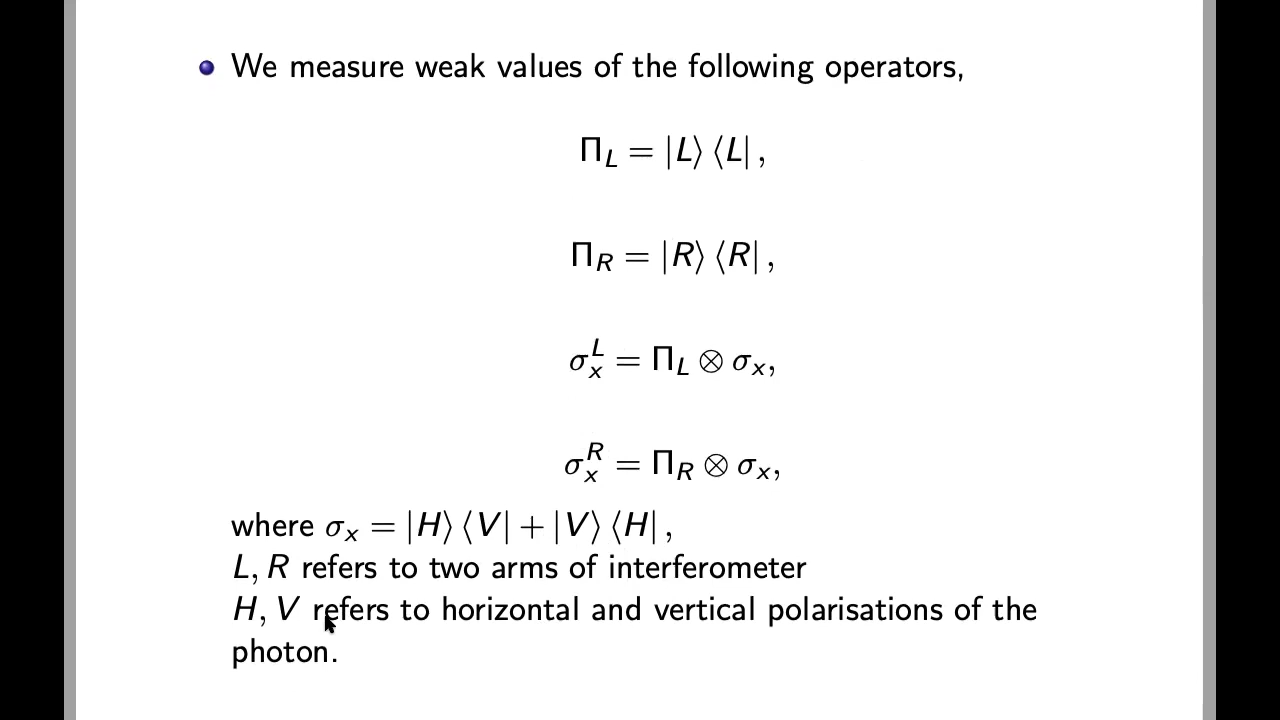 We measure weak values of the following operators,
Π_L = |L⟩ ⟨L| ,
Π_R = |R⟩ ⟨R| ,
σ_x^L = Π_L ⊗ σ_x,
σ_x^R = Π_R ⊗ σ_x,
where σ_x = |H⟩ ⟨V| + |V⟩ ⟨H| ,
L, R refers to two arms of interferometer
H, V refers to horizontal and vertical polarisations of the
photon.